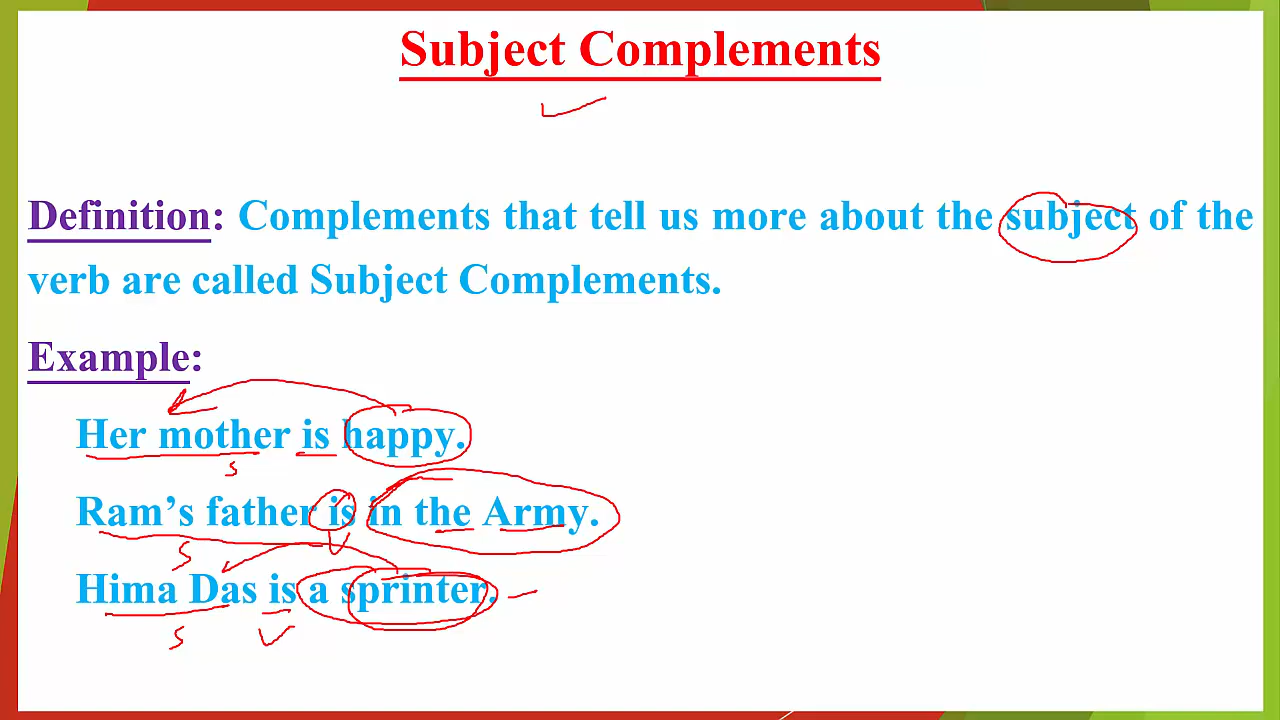 Subject Complements
Definition: Complements that tell us more about the subject of the
verb are called Subject Complements.
Example:
Her mother is happy.
s
Ram’s father is in the Army.
s v
Hima Das is a sprinter.
s v